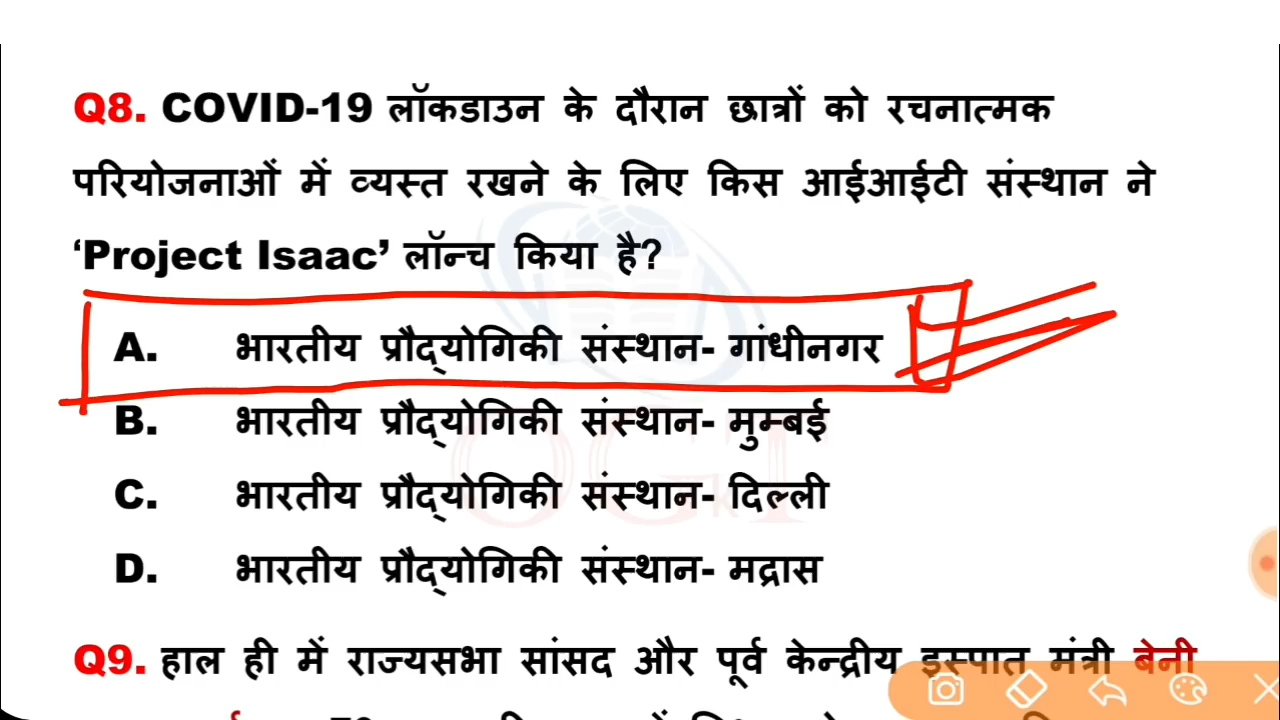 Q8. COVID-19 लॉकडाउन के दौरान छात्रों को रचनात्मक
परियोजनाओं में व्यस्त रखने के लिए किस आईआईटी संस्थान ने
‘Project Isaac’ लॉन्च किया है?
A. भारतीय प्रौद्योगिकी संस्थान- गांधीनगर
B. भारतीय प्रौद्योगिकी संस्थान- मुम्बई
C. भारतीय प्रौद्योगिकी संस्थान- दिल्ली
D. भारतीय प्रौद्योगिकी संस्थान- मद्रास
OGT
Q9. हाल ही में राज्यसभा सांसद और पूर्व केन्द्रीय इस्पात मंत्री बेनी